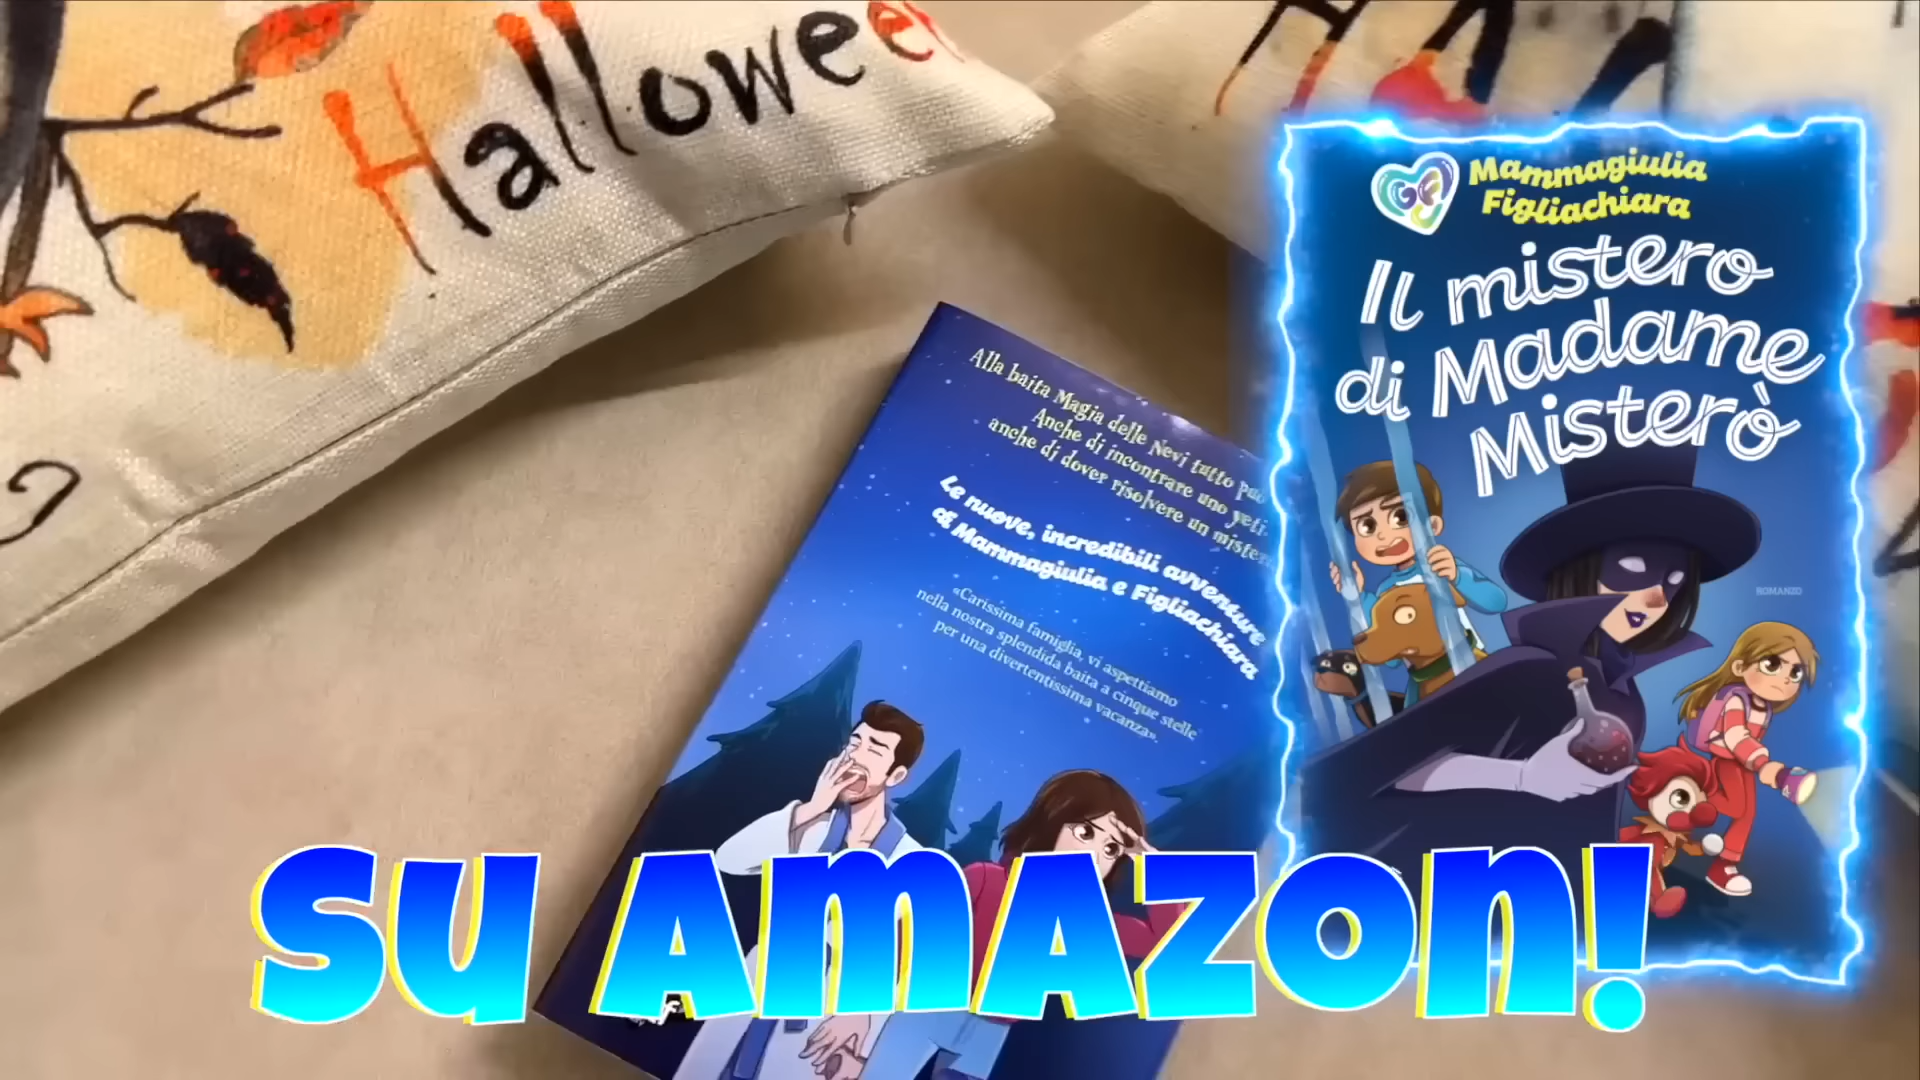 Hallowee
Mammagiulia
Figliachiara
Il mistero
di Madame
Misterò
ROMANZO
Alla baita Magia delle Nevi tutto può
Anche di incontrare uno yeti.
anche di dover risolvere un mistero
Le nuove, incredibili avventure
di Mammagiulia e Figliachiara
«Carissima famiglia, vi aspettiamo
nella nostra splendida baita a cinque stelle
per una divertentissima vacanza».
SU AMAZON!